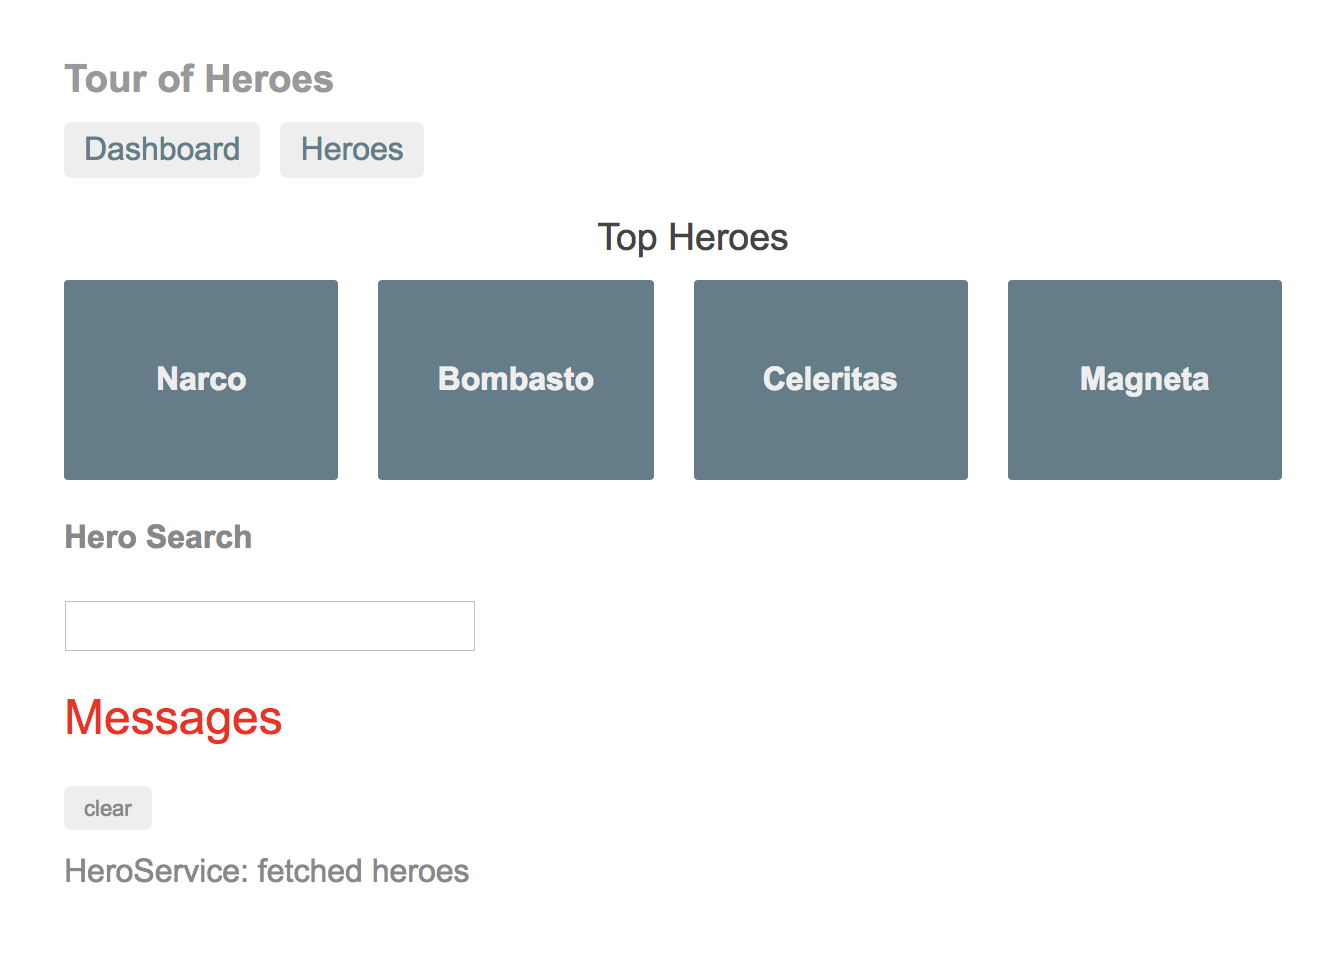 Tour of Heroes
Dashboard Heroes
Top Heroes
Narco Bombasto Celeritas Magneta
Hero Search
Messages
clear
HeroService: fetched heroes